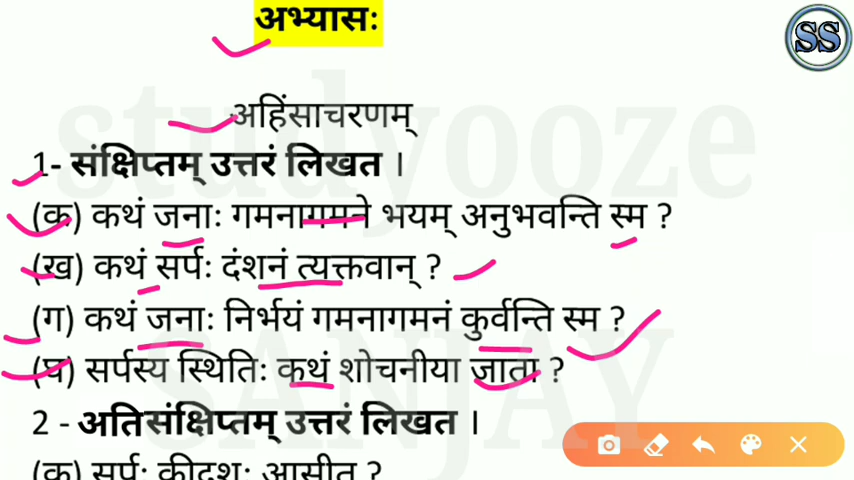 अभ्यासः
SS
studyooze
अहिंसाचरणम्
1- संक्षिप्तम् उत्तरं लिखत ।
(क) कथं जनाः गमनागमने भयम् अनुभवन्ति स्म ?
(ख) कथं सर्पः दंशनं त्यक्तवान् ?
(ग) कथं जनाः निर्भयं गमनागमनं कुर्वन्ति स्म ?
SANJAY
(घ) सर्पस्य स्थितिः कथं शोचनीया जाता ?
2 - अतिसंक्षिप्तम् उत्तरं लिखत ।
(क) सर्पः कीदृशः आसीत् ?